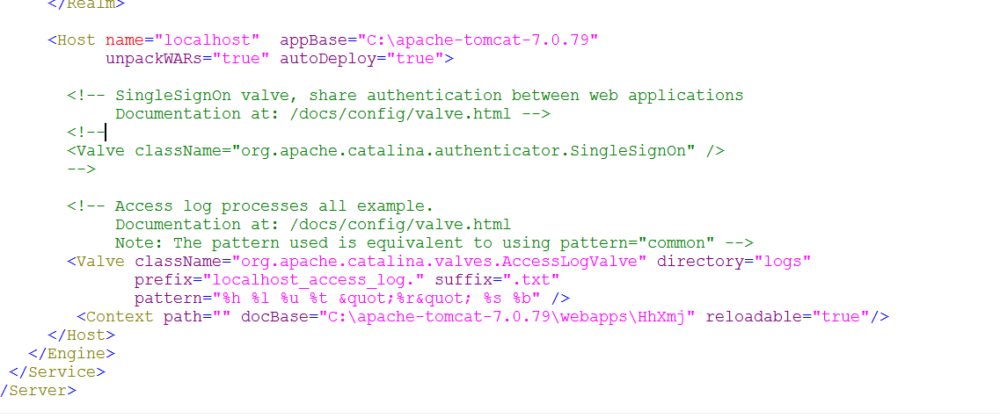 </Realm>
<Host name="localhost"  appBase="C:\apache-tomcat-7.0.79"
unpackWARs="true" autoDeploy="true">
<!-- SingleSignOn valve, share authentication between web applications
Documentation at: /docs/config/valve.html -->
<!--
<Valve className="org.apache.catalina.authenticator.SingleSignOn" />
-->
<!-- Access log processes all example.
Documentation at: /docs/config/valve.html
Note: The pattern used is equivalent to using pattern="common" -->
<Valve className="org.apache.catalina.valves.AccessLogValve" directory="logs"
prefix="localhost_access_log." suffix=".txt"
pattern="%h %l %u %t &quot;%r&quot; %s %b" />
<Context path="" docBase="C:\apache-tomcat-7.0.79\webapps\HhXmj" reloadable="true"/>
</Host>
</Engine>
</Service>
/Server>